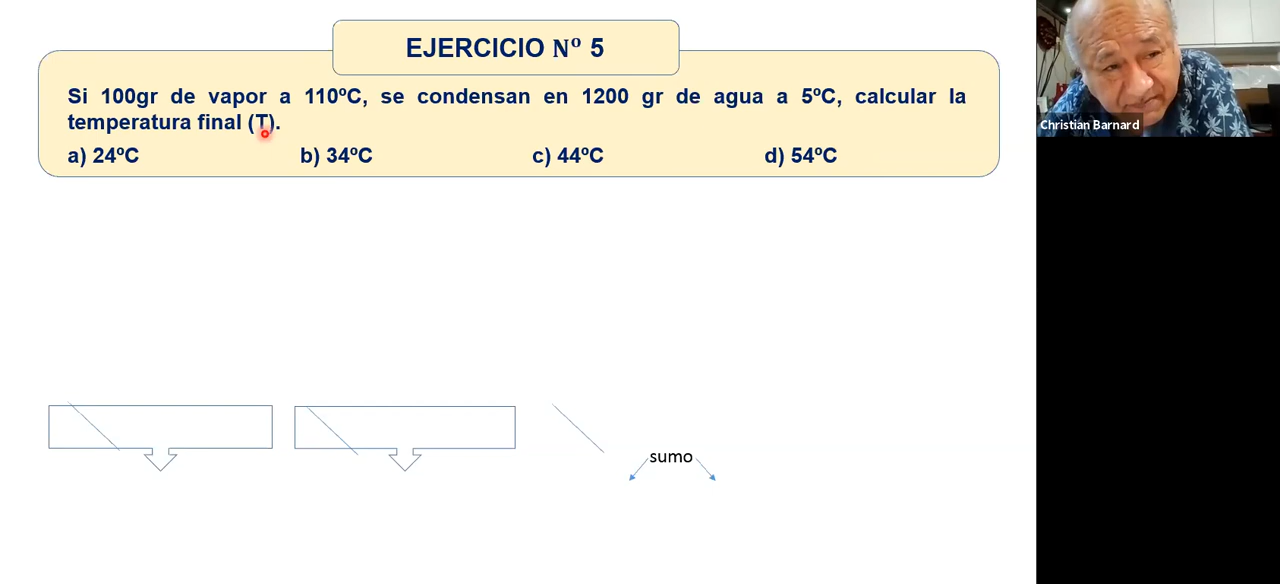 EJERCICIO Nº 5
Si 100gr de vapor a 110ºC, se condensan en 1200 gr de agua a 5ºC, calcular la
temperatura final (T).
a) 24ºC b) 34ºC c) 44ºC d) 54ºC
Christian Barnard
sumo